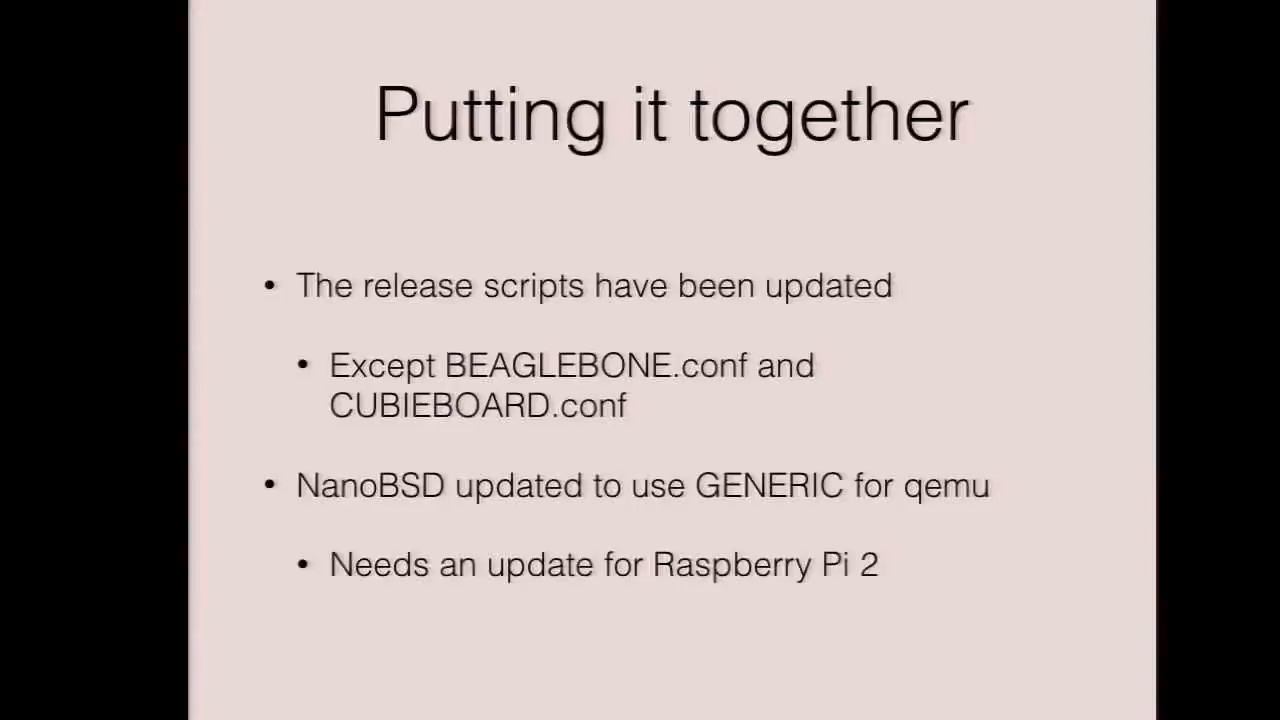 Putting it together
• The release scripts have been updated
• Except BEAGLEBONE.conf and
CUBIEBOARD.conf
• NanoBSD updated to use GENERIC for qemu
• Needs an update for Raspberry Pi 2